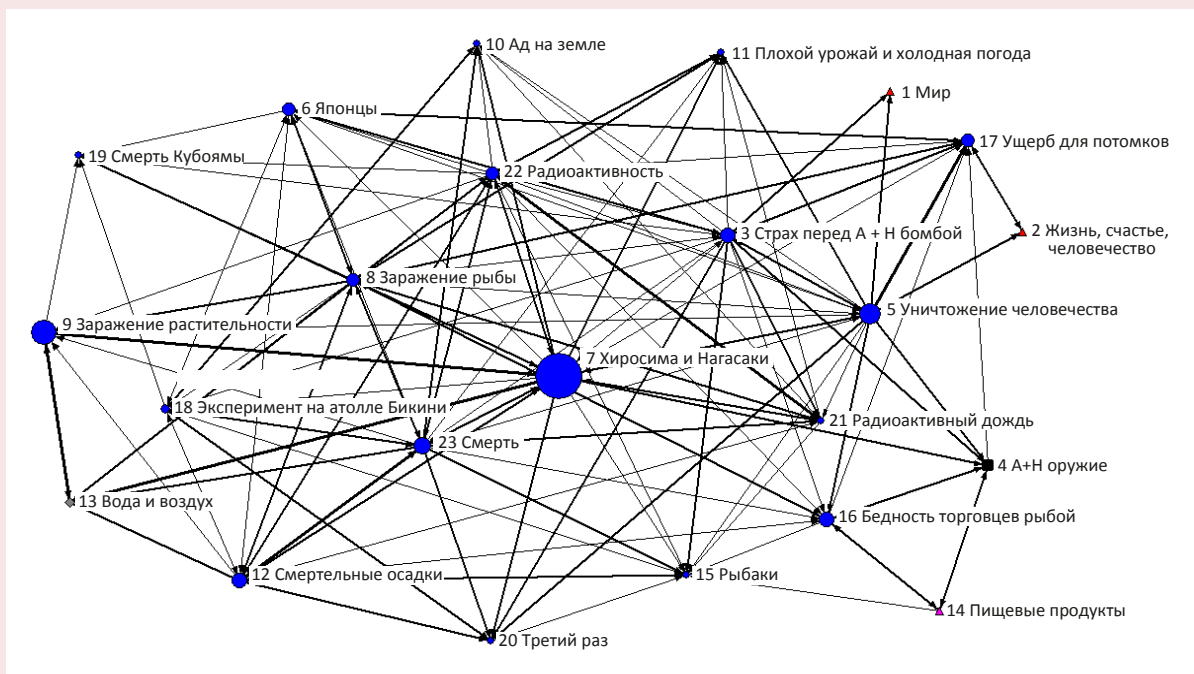 10 Ад на земле
11 Плохой урожай и холодная погода
1 Мир
6 Японцы
17 Ущерб для потомков
19 Смерть Кубоямы
22 Радиоактивность
3 Страх перед А + Н бомбой
2 Жизнь, счастье,
человечество
8 Заражение рыбы
5 Уничтожение человечества
9 Заражение растительности
7 Хиросима и Нагасаки
18 Эксперимент на атолле Бикини
21 Радиоактивный дождь
23 Смерть
4 А+Н оружие
13 Вода и воздух
16 Бедность торговцев рыбой
12 Смертельные осадки
15 Рыбаки
14 Пищевые продукты
20 Третий раз